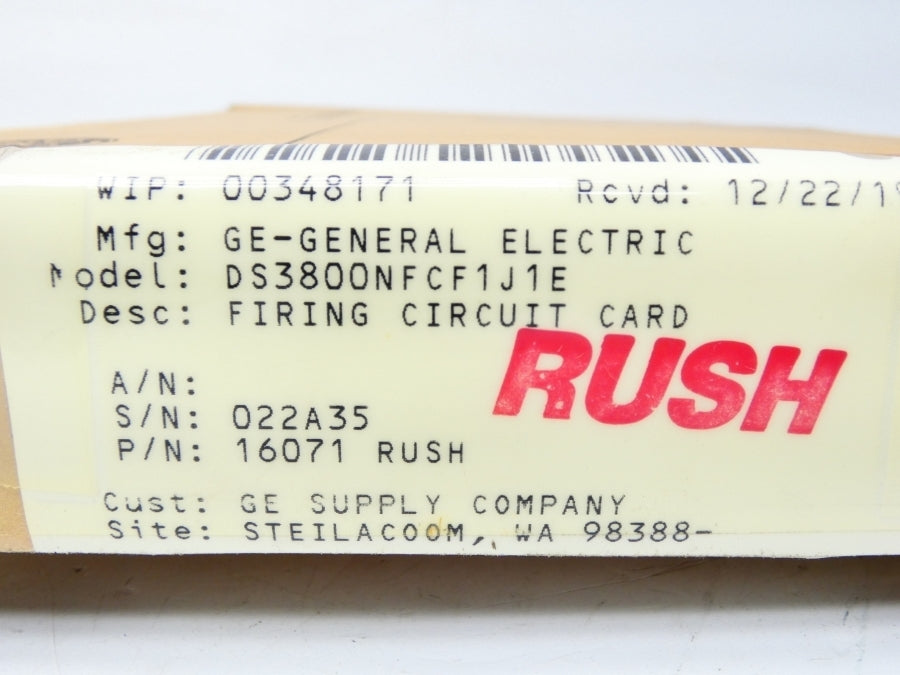 WIP: 00348171 Rcvd: 12/22/19
Mfg: GE-GENERAL ELECTRIC
Model: DS3800NFCF1J1E
Desc: FIRING CIRCUIT CARD
RUSH
A/N:
S/N: 022A35
P/N: 16071 RUSH
Cust: GE SUPPLY COMPANY
Site: STEILACOOM, WA 98388-